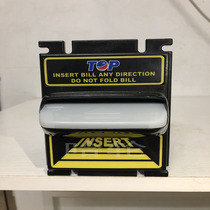 TOP
INSERT BILL ANY DIRECTION
DO NOT FOLD BILL
INSERT